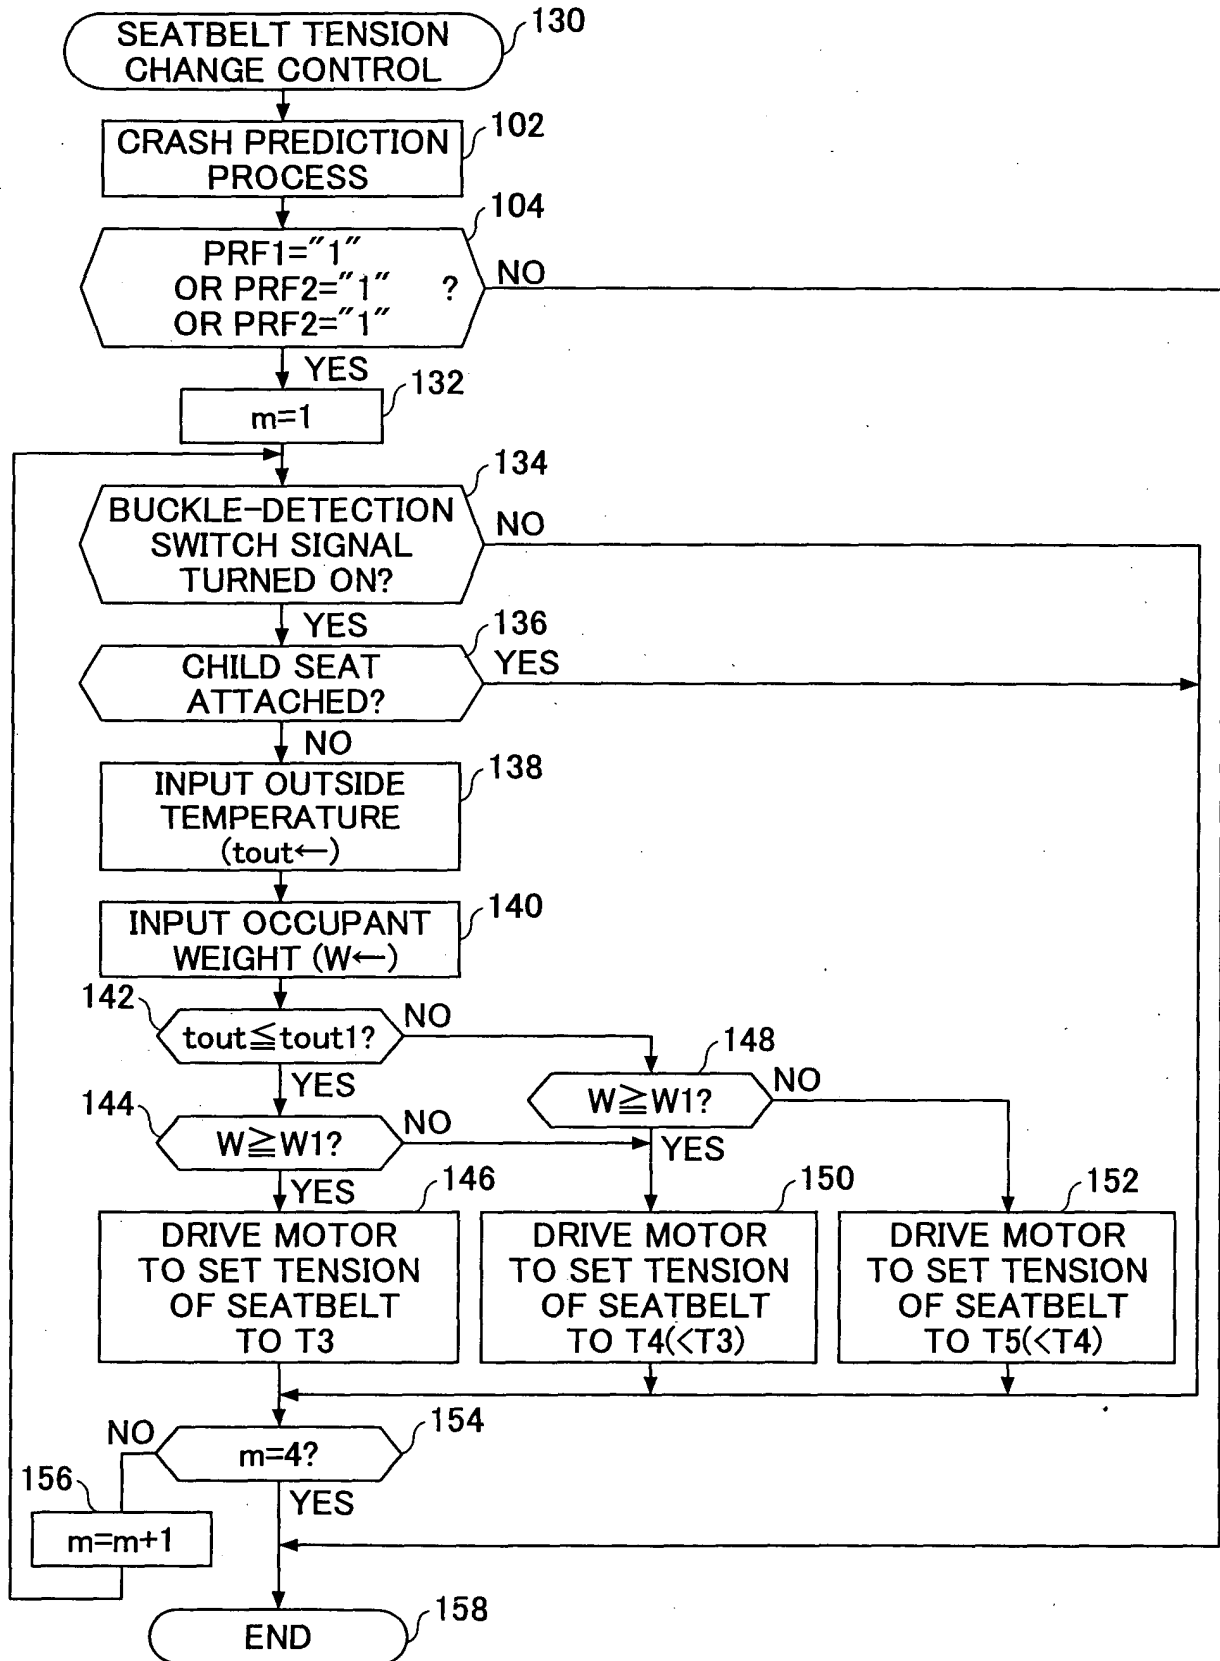 SEATBELT TENSION
CHANGE CONTROL
130
CRASH PREDICTION
PROCESS
102
PRF1="1"
OR PRF2="1" ?
OR PRF2="1"
104
NO
YES
m=1
132
BUCKLE-DETECTION
SWITCH SIGNAL
TURNED ON?
134
NO
YES
CHILD SEAT
ATTACHED?
136
YES
NO
INPUT OUTSIDE
TEMPERATURE
(tout←)
138
INPUT OCCUPANT
WEIGHT (W←)
140
142
tout≦tout1?
NO
YES
148
W≧W1?
NO
YES
144
W≧W1?
NO
YES
146
DRIVE MOTOR
TO SET TENSION
OF SEATBELT
TO T3
150
DRIVE MOTOR
TO SET TENSION
OF SEATBELT
TO T4(<T3)
152
DRIVE MOTOR
TO SET TENSION
OF SEATBELT
TO T5(<T4)
154
m=4?
NO
YES
156
m=m+1
158
END